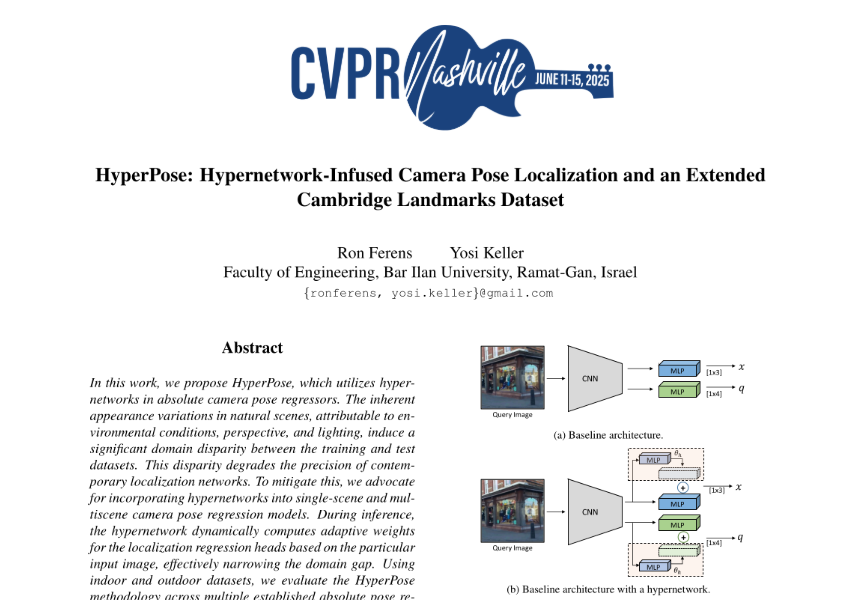 CVPR Nashville JUNE 11-15, 2025
HyperPose: Hypernetwork-Infused Camera Pose Localization and an Extended
Cambridge Landmarks Dataset
Ron Ferens Yosi Keller
Faculty of Engineering, Bar Ilan University, Ramat-Gan, Israel
{ronferens, yosi.keller}@gmail.com
Abstract
In this work, we propose HyperPose, which utilizes hyper-
networks in absolute camera pose regressors. The inherent
appearance variations in natural scenes, attributable to en-
vironmental conditions, perspective, and lighting, induce a
significant domain disparity between the training and test
datasets. This disparity degrades the precision of contem-
porary localization networks. To mitigate this, we advocate
for incorporating hypernetworks into single-scene and mul-
tiscene camera pose regression models. During inference,
the hypernetwork dynamically computes adaptive weights
for the localization regression heads based on the particular
input image, effectively narrowing the domain gap. Using
indoor and outdoor datasets, we evaluate the HyperPose
methodology across multiple established absolute pose re-
CNN
MLP
[1x3]
x
MLP
[1x4]
q
Query Image
(a) Baseline architecture.
MLP
θ
CNN
+
[1x3]
x
MLP
MLP
+
[1x4]
q
Query Image
MLP
θ
(b) Baseline architecture with a hypernetwork.